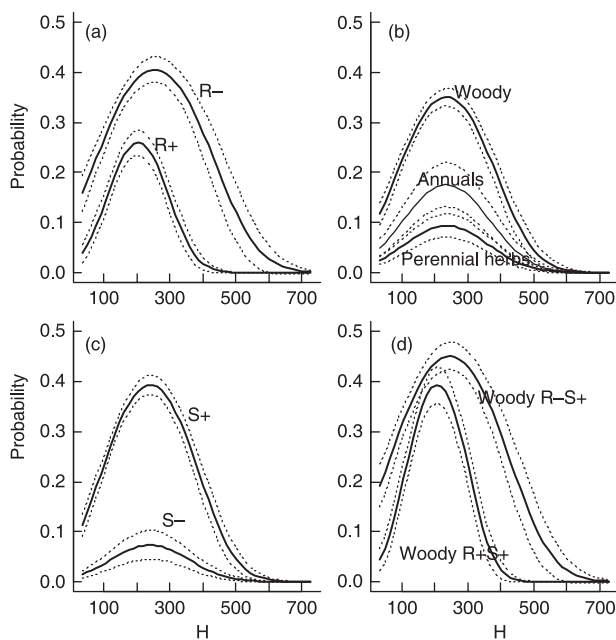 (a)
0.5
0.4
0.3
0.2
0.1
0.0
Probability
R–
R+
100 300 500 700
(b)
0.5
0.4
0.3
0.2
0.1
0.0
Woody
Annuals
Perennial herbs
100 300 500 700
(c)
0.5
0.4
0.3
0.2
0.1
0.0
Probability
S+
S–
100 300 500 700
H
(d)
0.5
0.4
0.3
0.2
0.1
0.0
Woody R–S+
Woody R+S+
100 300 500 700
H